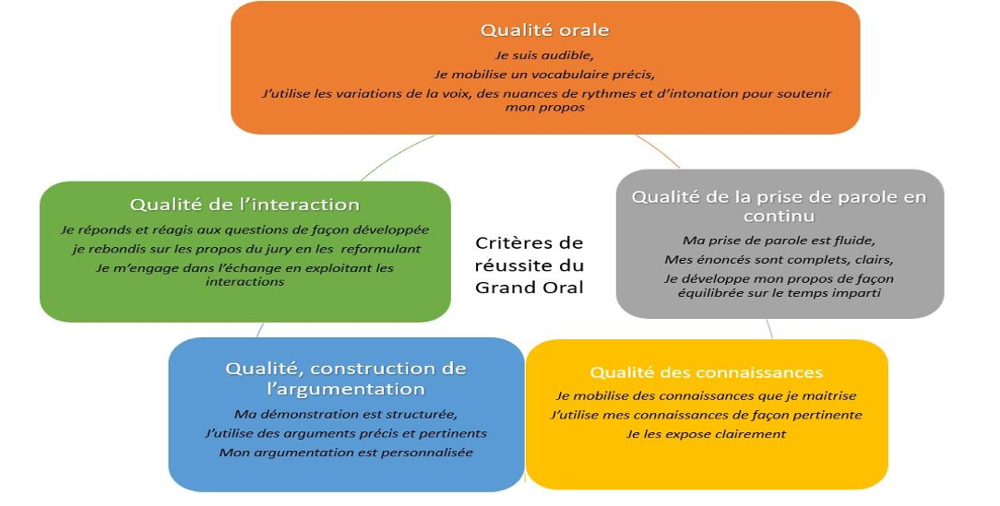 Qualité orale
Je suis audible,
Je mobilise un vocabulaire précis,
J’utilise les variations de la voix, des nuances de rythmes et d’intonation pour soutenir
mon propos
Qualité de l’interaction
Je réponds et réagis aux questions de façon développée
je rebondis sur les propos du jury en les  reformulant
Je m’engage dans l’échange en exploitant les
interactions
Critères de
réussite du
Grand Oral
Qualité de la prise de parole en
continu
Ma prise de parole est fluide,
Mes énoncés sont complets, clairs,
Je développe mon propos de façon
équilibrée sur le temps imparti
Qualité, construction de
l’argumentation
Ma démonstration est structurée,
J’utilise des arguments précis et pertinents
Mon argumentation est personnalisée
Qualité des connaissances
Je mobilise des connaissances que je maitrise
J’utilise mes connaissances de façon pertinente
Je les expose clairement